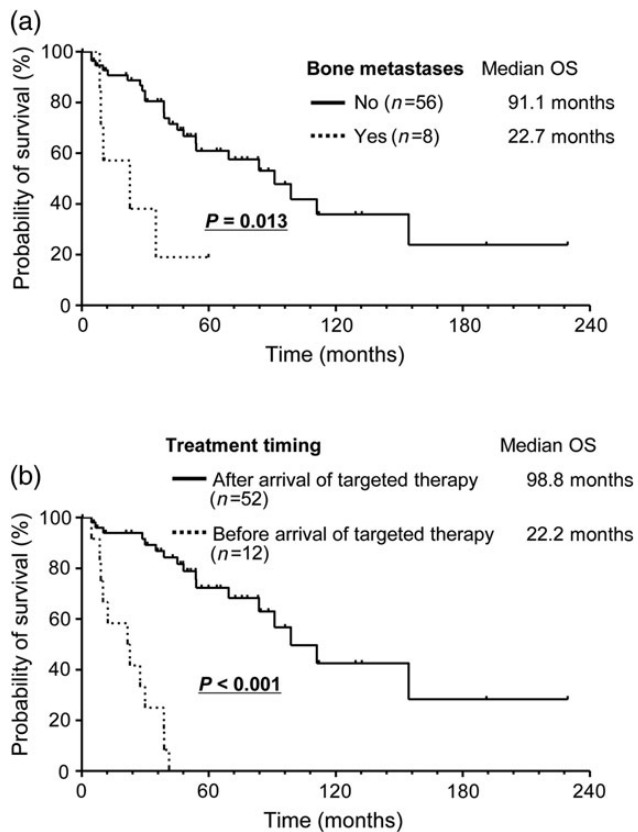 (a)
Probability of survival (%)
100
80
60
40
20
0
Bone metastases Median OS
No (n=56) 91.1 months
Yes (n=8) 22.7 months
P = 0.013
0 60 120 180 240
Time (months)
(b)
Treatment timing Median OS
After arrival of targeted therapy 98.8 months
(n=52)
Before arrival of targeted therapy 22.2 months
(n=12)
Probability of survival (%)
100
80
60
40
20
0
P < 0.001
0 60 120 180 240
Time (months)